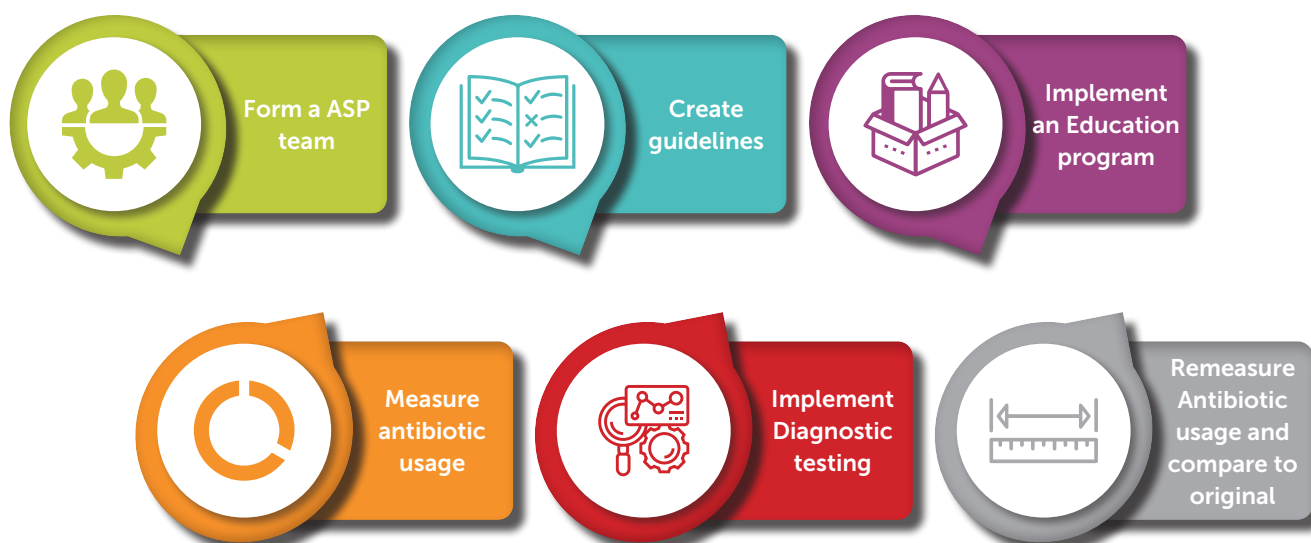 Form a ASP
team
Create
guidelines
Implement
an Education
program
Measure
antibiotic
usage
Implement
Diagnostic
testing
Remeasure
Antibiotic
usage and
compare to
original